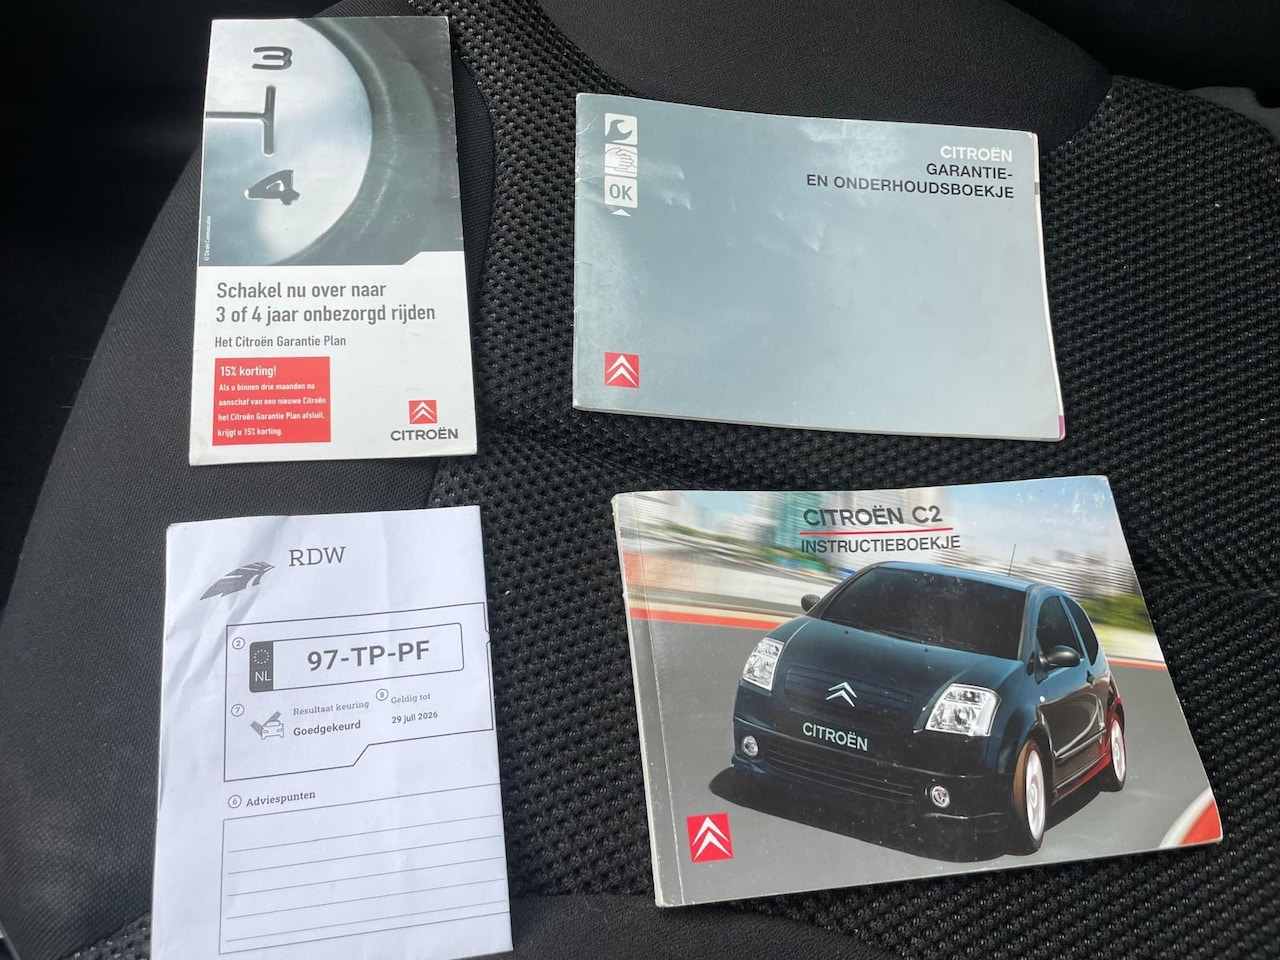 3
4
© Citroën Communication
Schakel nu over naar
3 of 4 jaar onbezorgd rijden
Het Citroën Garantie Plan
15% korting!
Als u binnen drie maanden na
aanschaf van een nieuwe Citroën
het Citroën Garantie Plan afsluit,
krijgt u 15% korting.
CITROËN
OK
CITROËN
GARANTIE-
EN ONDERHOUDSBOEKJE
RDW
2
NL
97-TP-PF
7
Resultaat keuring
Goedgekeurd
8
Geldig tot
29 juli 2026
6 Adviespunten
CITROËN C2
INSTRUCTIEBOEKJE
CITROËN